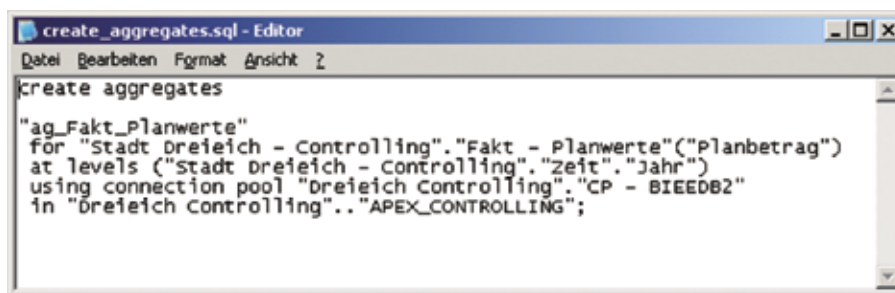 create_aggregates.sql - Editor
Datei Bearbeiten Format Ansicht ?
create aggregates
"ag_Fakt_Planwerte"
for "Stadt Dreieich - Controlling"."Fakt - Planwerte"("Planbetrag")
at levels ("Stadt Dreieich - Controlling"."Zeit"."Jahr")
using connection pool "Dreieich Controlling"."CP - BIEEDB2"
in "Dreieich Controlling".."APEX_CONTROLLING";